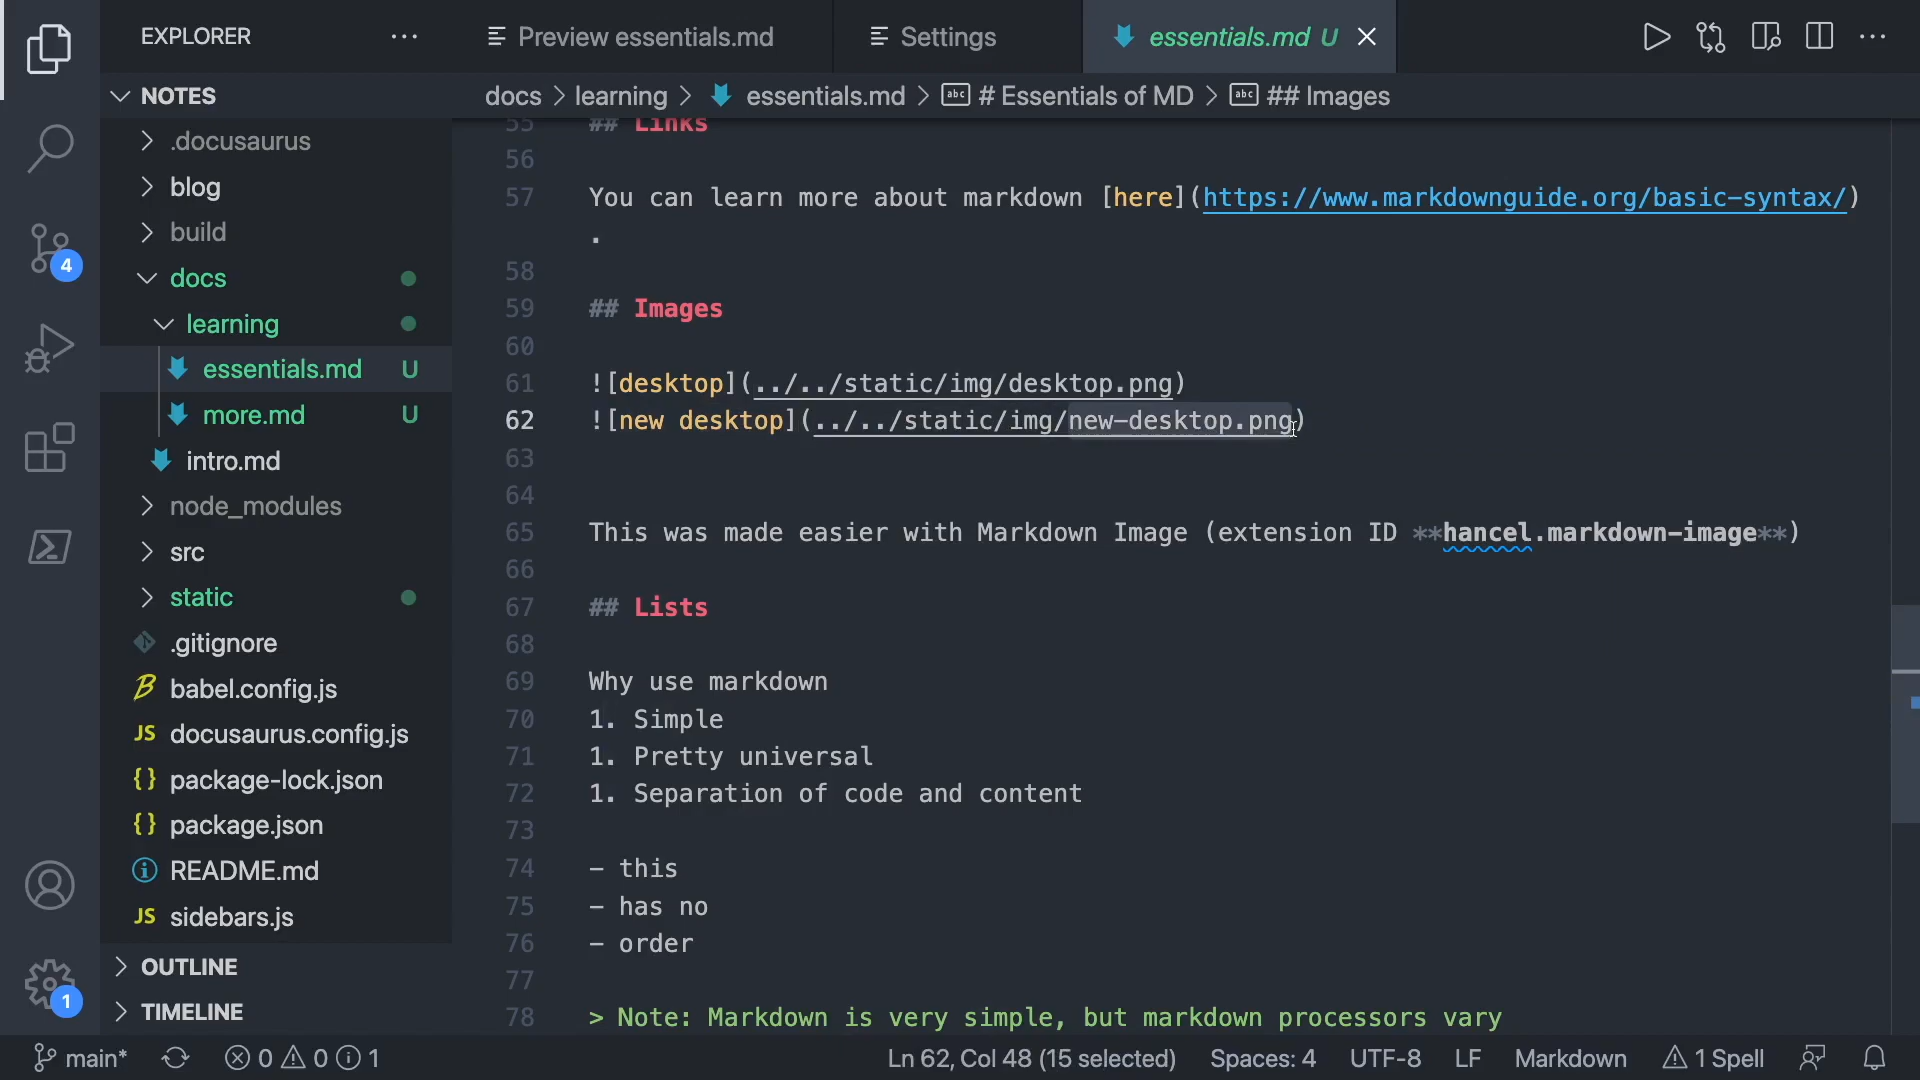 EXPLORER
Preview essentials.md
Settings
essentials.md U
NOTES
docs > learning > essentials.md > abc # Essentials of MD > abc ## Images
.docusaurus
blog
build
docs
learning
essentials.md U
more.md U
intro.md
node_modules
src
static
.gitignore
babel.config.js
JS docusaurus.config.js
{} package-lock.json
{} package.json
README.md
JS sidebars.js
OUTLINE
TIMELINE
4
1
55 ## Links
56
57 You can learn more about markdown [here](https://www.markdownguide.org/basic-syntax/)
.
58
59 ## Images
60
61 ![desktop](../../static/img/desktop.png)
62 ![new desktop](../../static/img/new-desktop.png)
63
64
65 This was made easier with Markdown Image (extension ID **hancel.markdown-image**)
66
67 ## Lists
68
69 Why use markdown
70 1. Simple
71 1. Pretty universal
72 1. Separation of code and content
73
74 - this
75 - has no
76 - order
77
78 > Note: Markdown is very simple, but markdown processors vary
main* 0 0 1 Ln 62, Col 48 (15 selected) Spaces: 4 UTF-8 LF Markdown 1 Spell